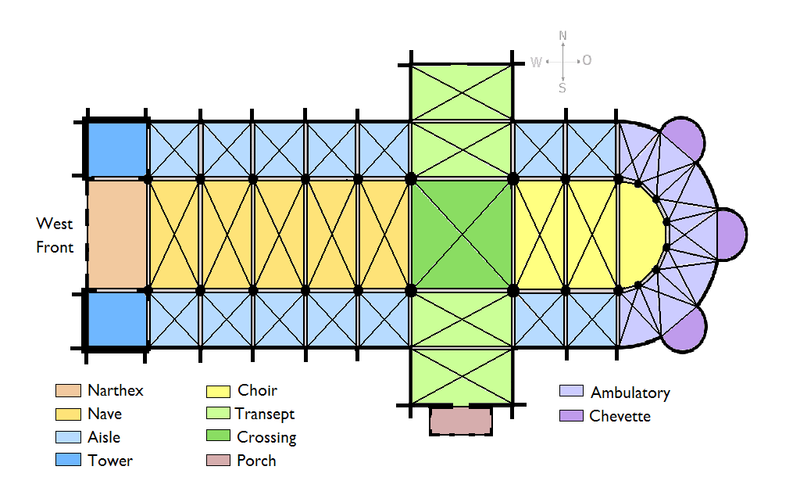 N
W O
S
West
Front
Narthex
Nave
Aisle
Tower
Choir
Transept
Crossing
Porch
Ambulatory
Chevette